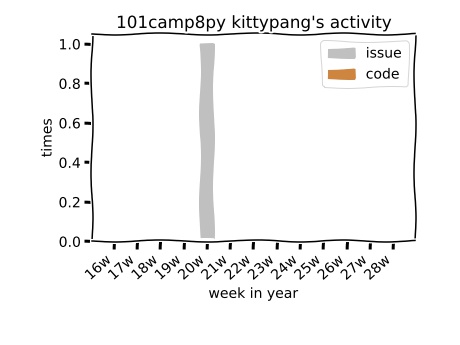 101camp8py kittypang's activity
issue
code
times
1.0
0.8
0.6
0.4
0.2
0.0
16w 17w 18w 19w 20w 21w 22w 23w 24w 25w 26w 27w 28w
week in year